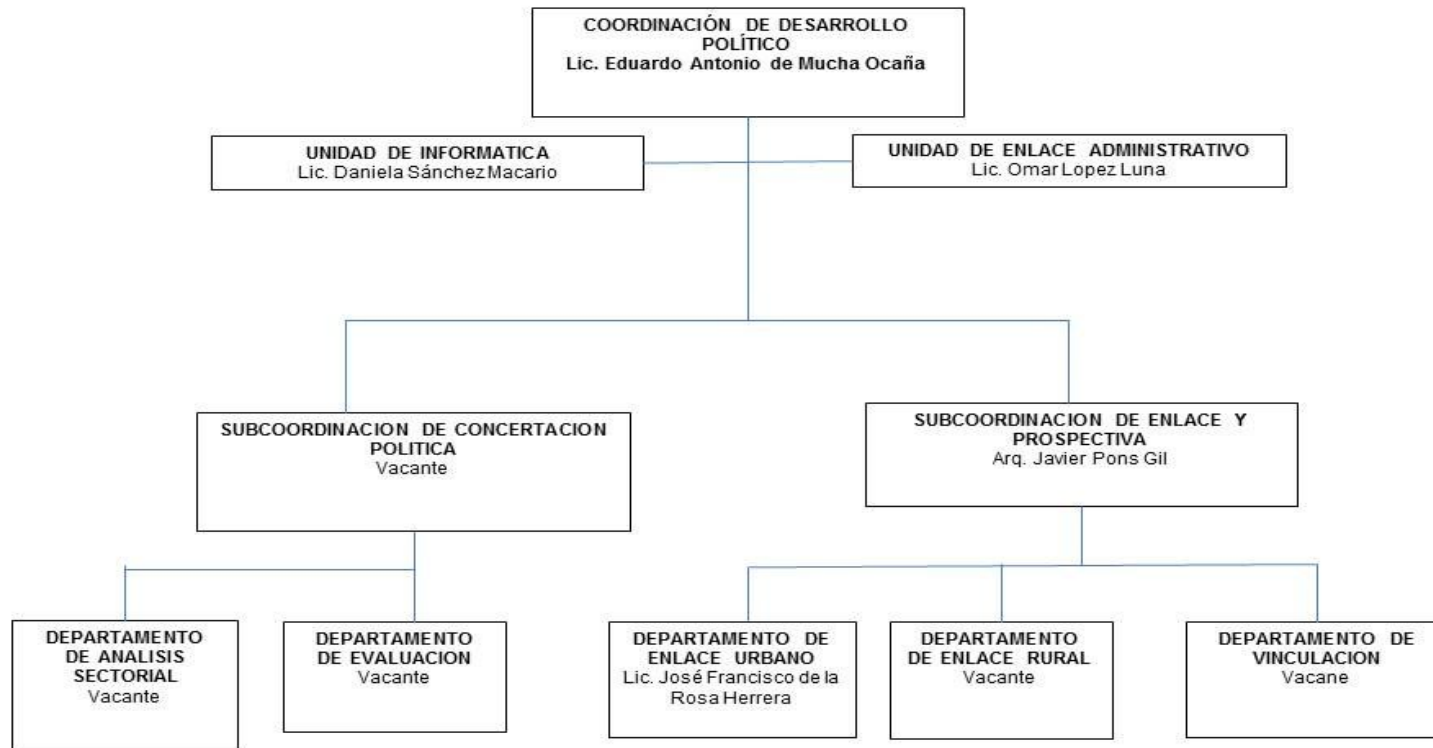 COORDINACIÓN DE DESARROLLO
POLÍTICO
Lic. Eduardo Antonio de Mucha Ocaña
UNIDAD DE INFORMATICA
Lic. Daniela Sánchez Macario
UNIDAD DE ENLACE ADMINISTRATIVO
Lic. Omar Lopez Luna
SUBCOORDINACION DE CONCERTACION
POLITICA
Vacante
SUBCOORDINACION DE ENLACE Y
PROSPECTIVA
Arq. Javier Pons Gil
DEPARTAMENTO
DE ANALISIS
SECTORIAL
Vacante
DEPARTAMENTO
DE EVALUACION
Vacante
DEPARTAMENTO DE
ENLACE URBANO
Lic. José Francisco de la
Rosa Herrera
DEPARTAMENTO
DE ENLACE RURAL
Vacante
DEPARTAMENTO DE
VINCULACION
Vacane